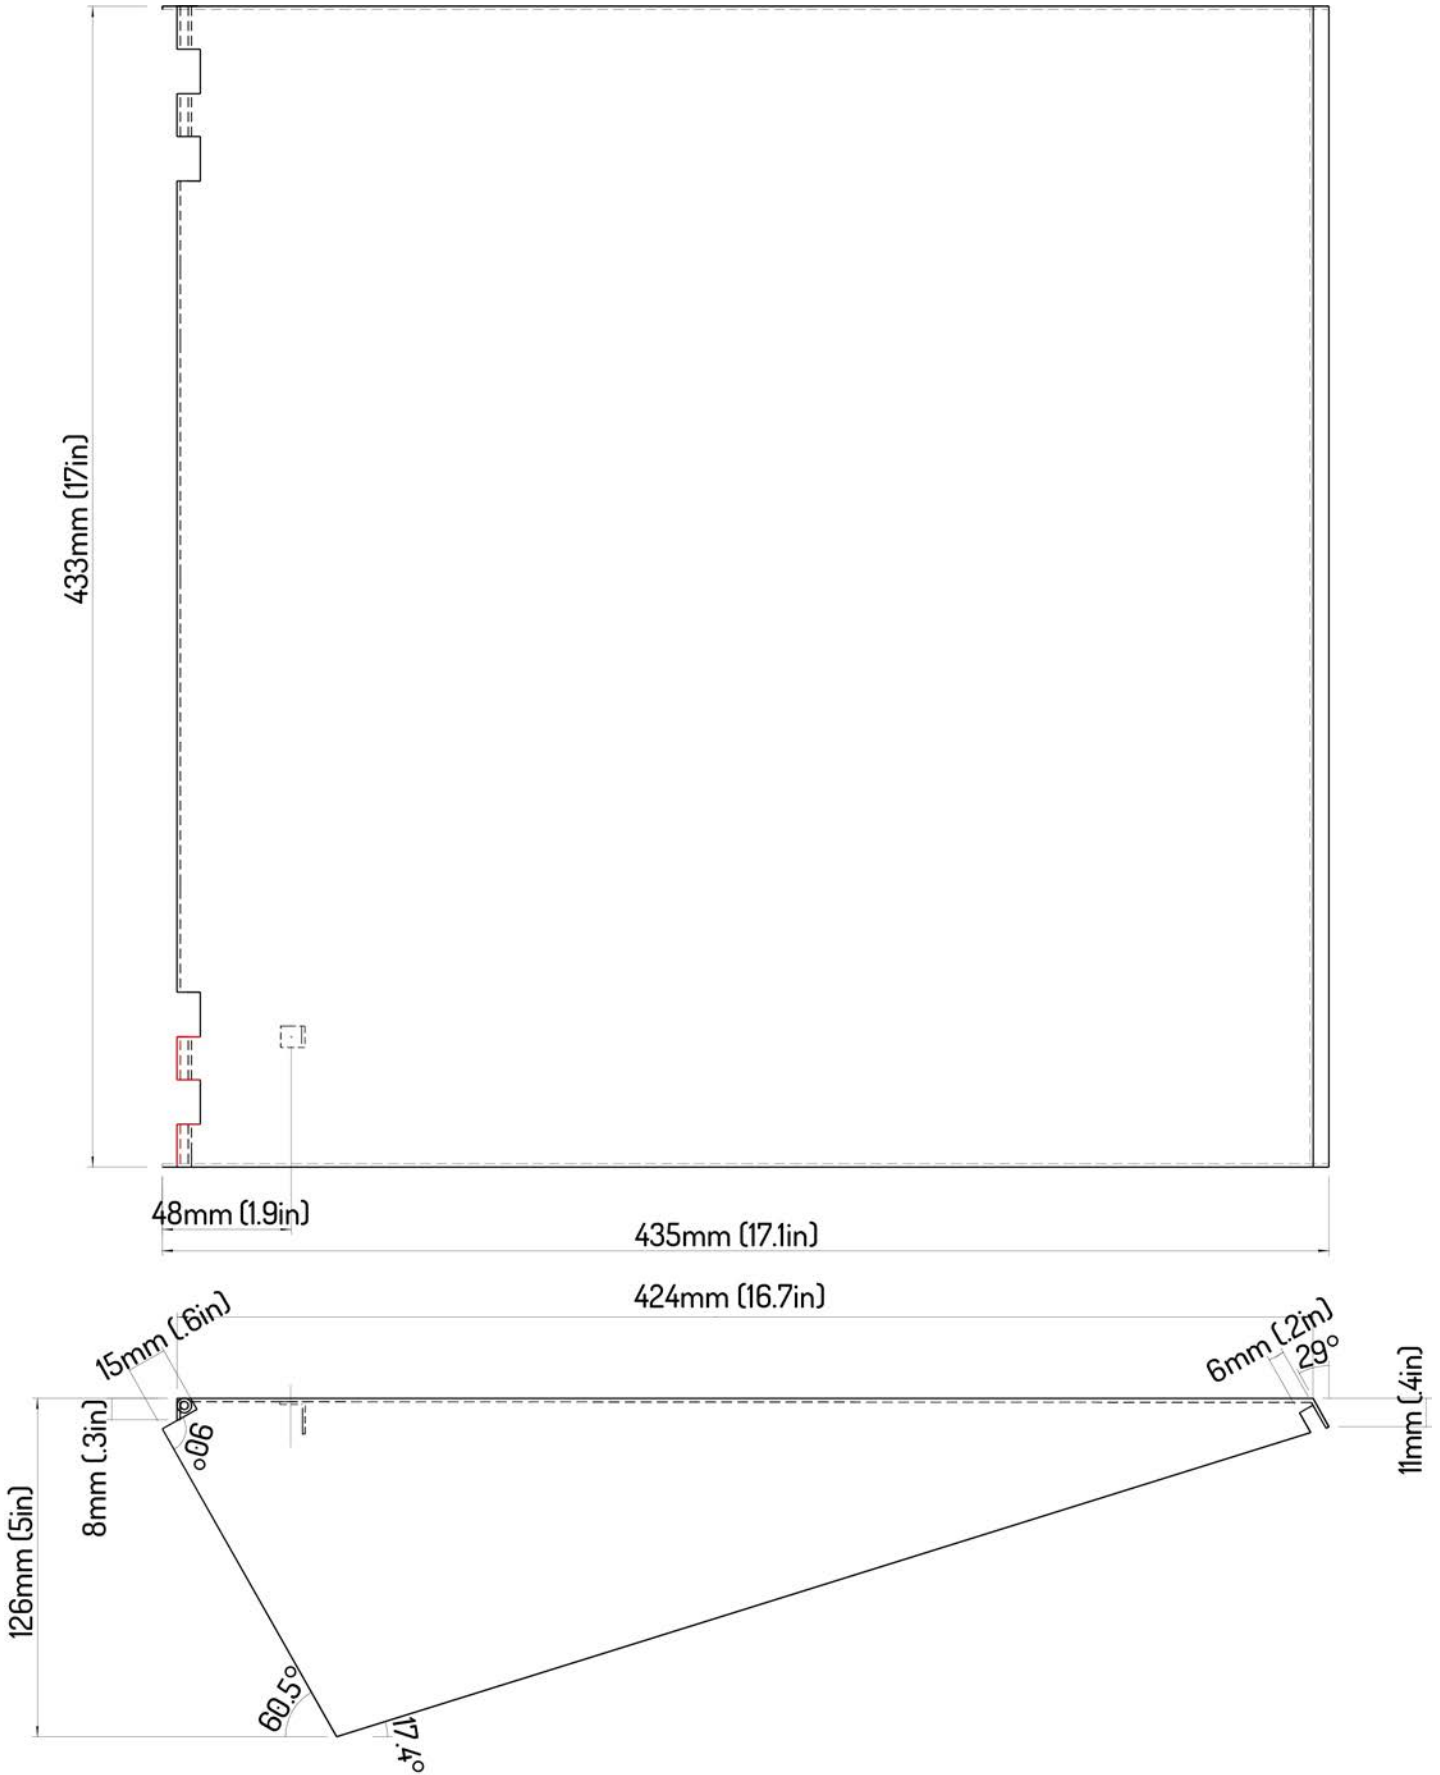 433mm (17in)
48mm (1.9in)
435mm (17.1in)
424mm (16.7in)
15mm (.6in)
6mm (.2in)
29°
11mm (.4in)
8mm (.3in)
90°
126mm (5in)
60.5°
17.4°